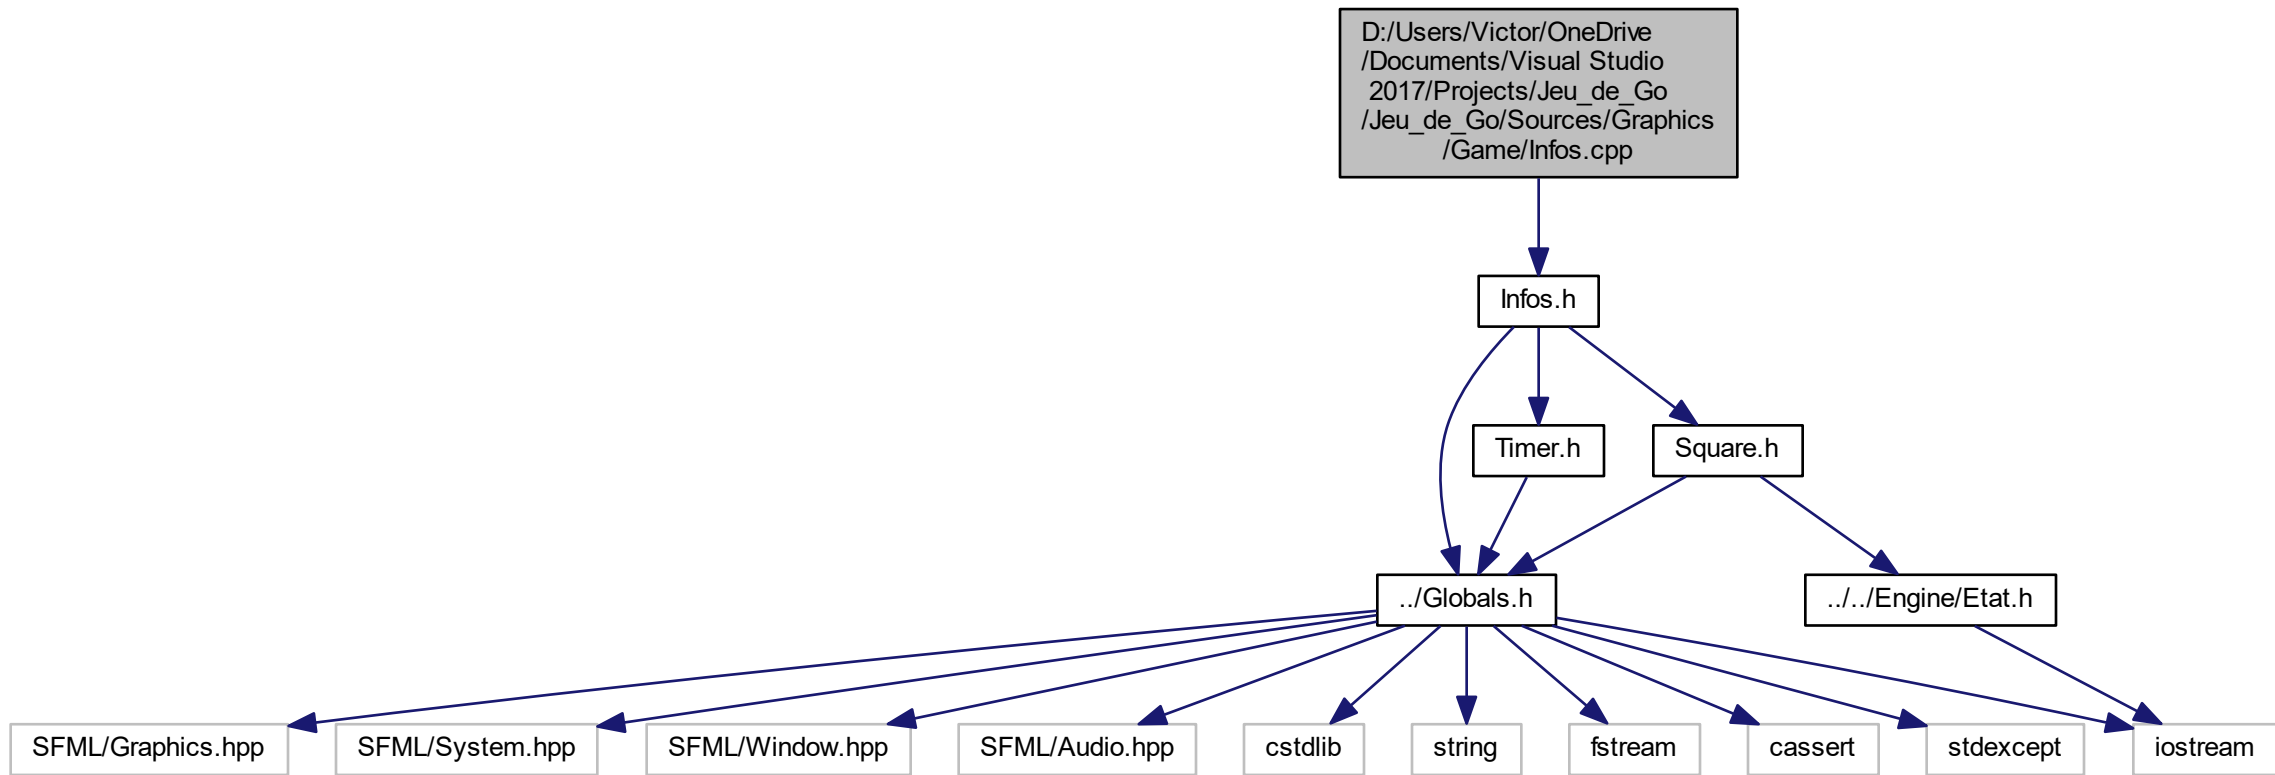 D:/Users/Victor/OneDrive
/Documents/Visual Studio
2017/Projects/Jeu_de_Go
/Jeu_de_Go/Sources/Graphics
/Game/Infos.cpp
Infos.h
Timer.h
Square.h
../Globals.h
../../Engine/Etat.h
SFML/Graphics.hpp
SFML/System.hpp
SFML/Window.hpp
SFML/Audio.hpp
cstdlib
string
fstream
cassert
stdexcept
iostream